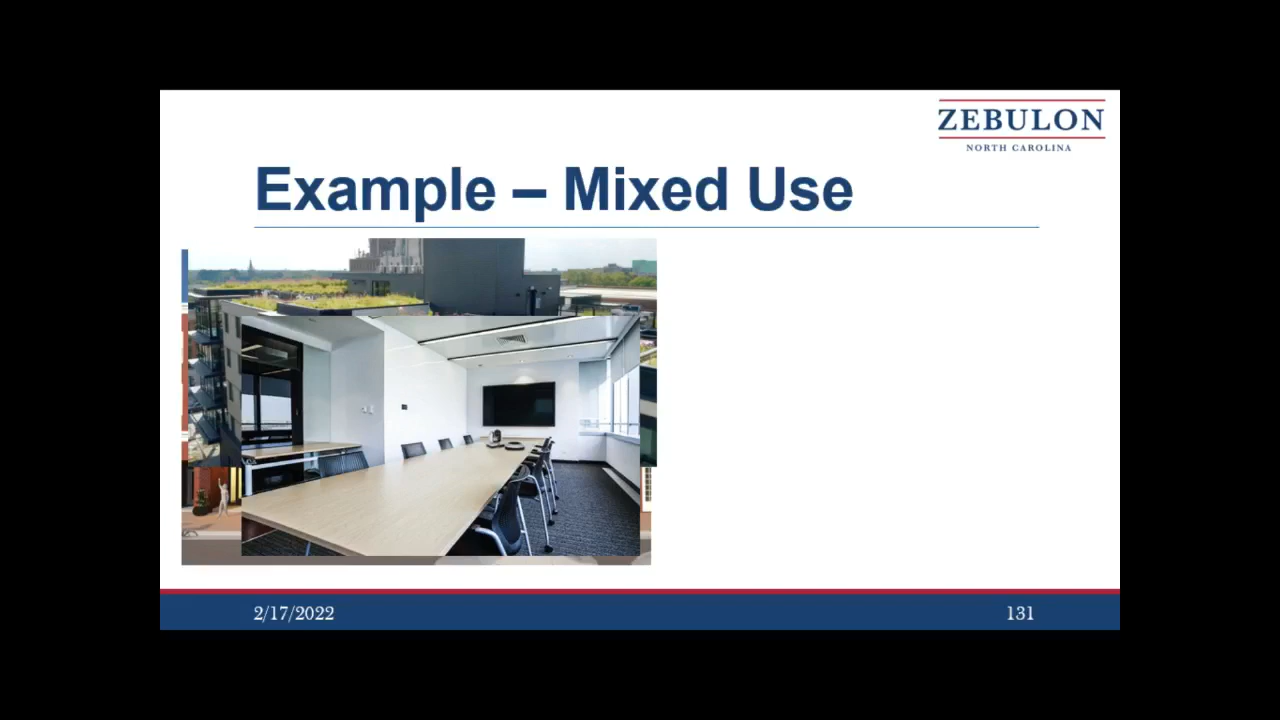 ZEBULON
NORTH CAROLINA
Example – Mixed Use
2/17/2022
131